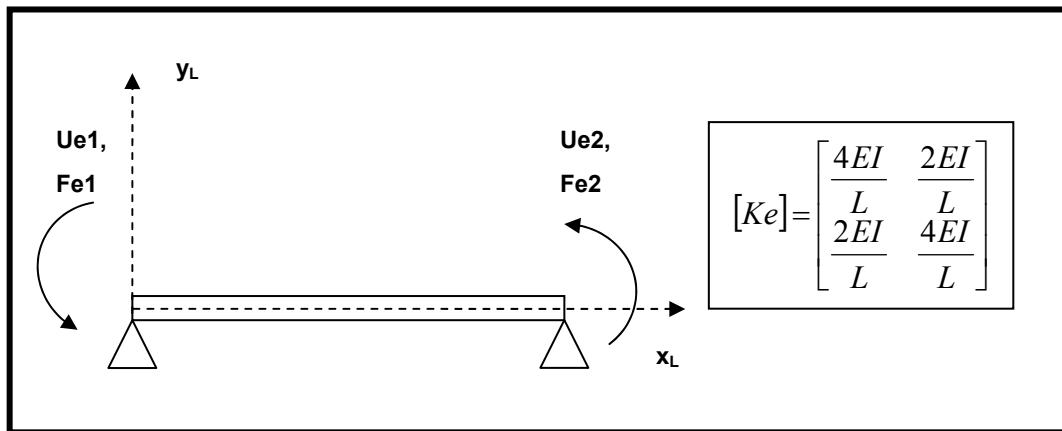 yL
Ue1,
Fe1
Ue2,
Fe2
xL
[Ke] = [ 4EI/L 2EI/L
2EI/L 4EI/L ]